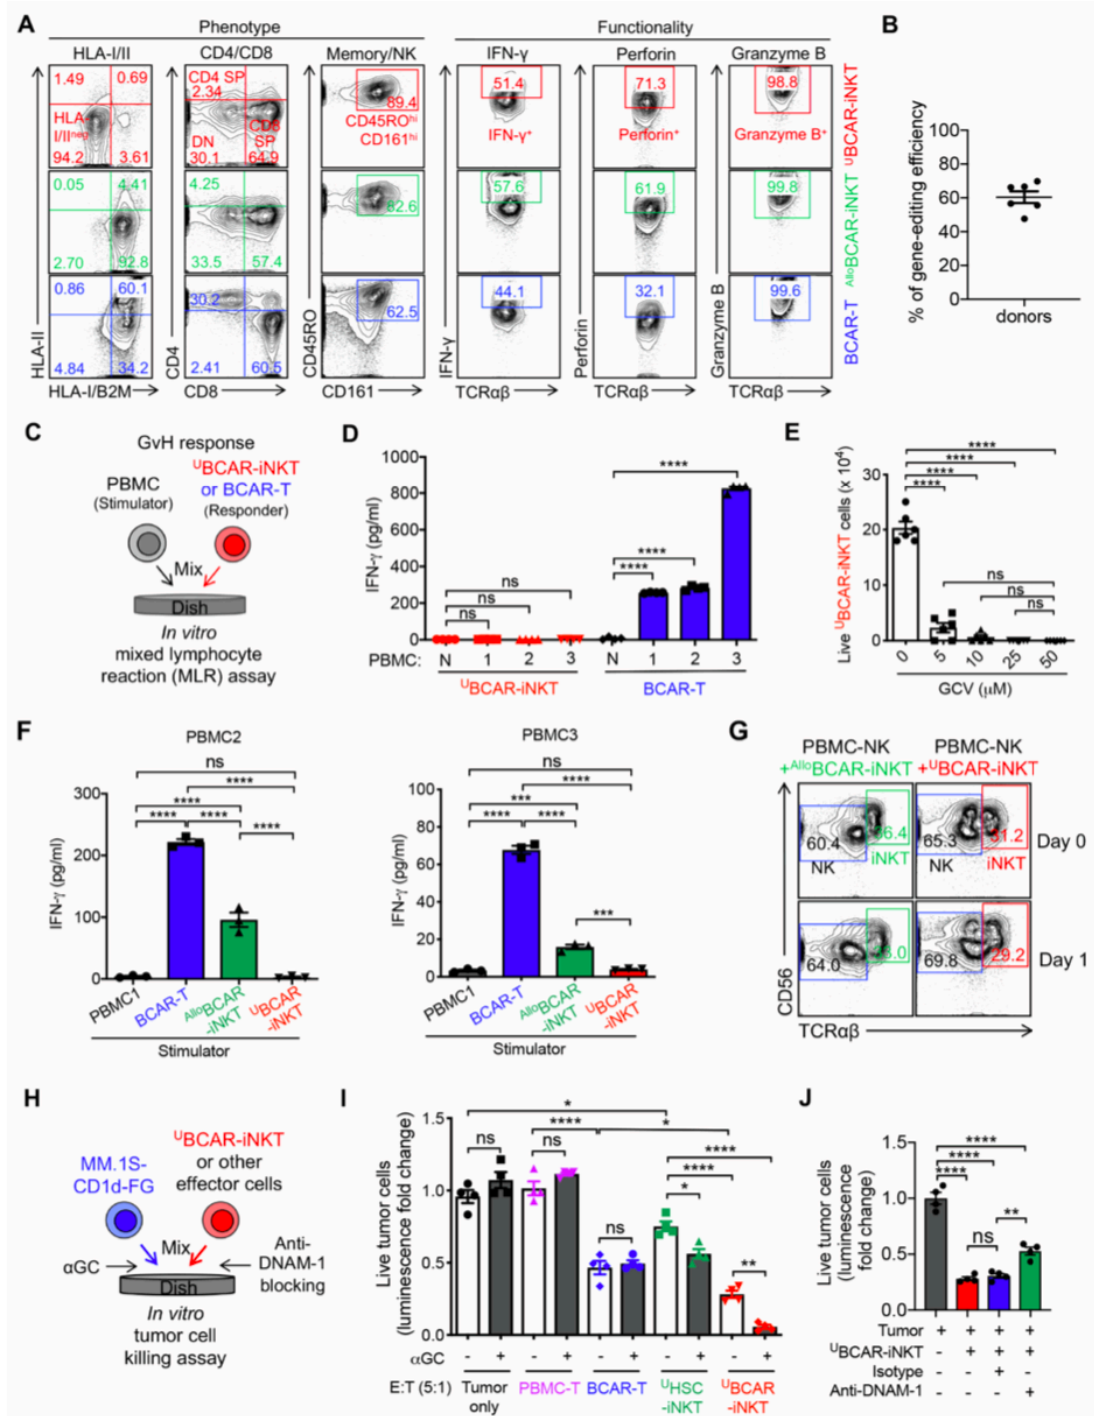 A
Phenotype
Functionality
HLA-I/II
CD4/CD8
Memory/NK
IFN-γ
Perforin
Granzyme B
1.49
0.69
HLA-
I/IIneg
94.2
3.61
CD4 SP
2.34
CD8
SP
DN
30.1
64.9
89.4
CD45ROhi
CD161hi
51.4
IFN-γ+
71.3
Perforin+
98.8
Granzyme B+
UBCAR-iNKT
0.05
4.41
2.70
92.8
4.25
33.5
57.4
82.6
57.6
61.9
99.8
AlloBCAR-iNKT
0.86
60.1
4.84
34.2
30.2
2.41
60.5
62.5
44.1
32.1
99.6
BCAR-T
HLA-II
HLA-I/B2M
CD4
CD8
CD45RO
CD161
IFN-γ
TCRαβ
Perforin
TCRαβ
Granzyme B
TCRαβ
B
% of gene-editing efficiency
100
80
60
40
20
0
donors
C
GvH response
PBMC
(Stimulator)
UBCAR-iNKT
or BCAR-T
(Responder)
Mix
Dish
In vitro
mixed lymphocyte
reaction (MLR) assay
D
IFN-γ (pg/ml)
1000
800
600
400
200
0
ns
ns
ns
****
****
****
PBMC: N 1 2 3 N 1 2 3
UBCAR-iNKT
BCAR-T
E
Live UBCAR-iNKT cells (x 104)
30
20
10
0
****
****
****
****
ns
ns
ns
0 5 10 25 50
GCV (μM)
F
PBMC2
IFN-γ (pg/ml)
300
200
100
0
ns
****
****
**** ****
****
PBMC1
BCAR-T
AlloBCAR
-iNKT
UBCAR
-iNKT
Stimulator
PBMC3
IFN-γ (pg/ml)
100
80
60
40
20
0
ns
****
***
**** ****
***
PBMC1
BCAR-T
AlloBCAR
-iNKT
UBCAR
-iNKT
Stimulator
G
PBMC-NK
+AlloBCAR-iNKT
PBMC-NK
+UBCAR-iNKT
60.4
36.4
NK
iNKT
65.3
31.2
NK
iNKT
Day 0
64.0
69.8
29.2
Day 1
CD56
TCRαβ
H
MM.1S-
CD1d-FG
UBCAR-iNKT
or other
effector cells
Mix
αGC
Anti-
DNAM-1
blocking
Dish
In vitro
tumor cell
killing assay
I
Live tumor cells
(luminescence fold change)
1.5
1.0
0.5
0.0
*
**** *
ns ns
****
****
*
ns
**
αGC - + - + - + - + - +
E:T (5:1) Tumor
only
PBMC-T
BCAR-T
UHSC
-iNKT
UBCAR
-iNKT
J
Live tumor cells
(luminescence
fold change)
1.5
1.0
0.5
0.0
****
****
****
**
ns
Tumor + + + +
UBCAR-iNKT - + + +
Isotype - - + -
Anti-DNAM-1 - - - +